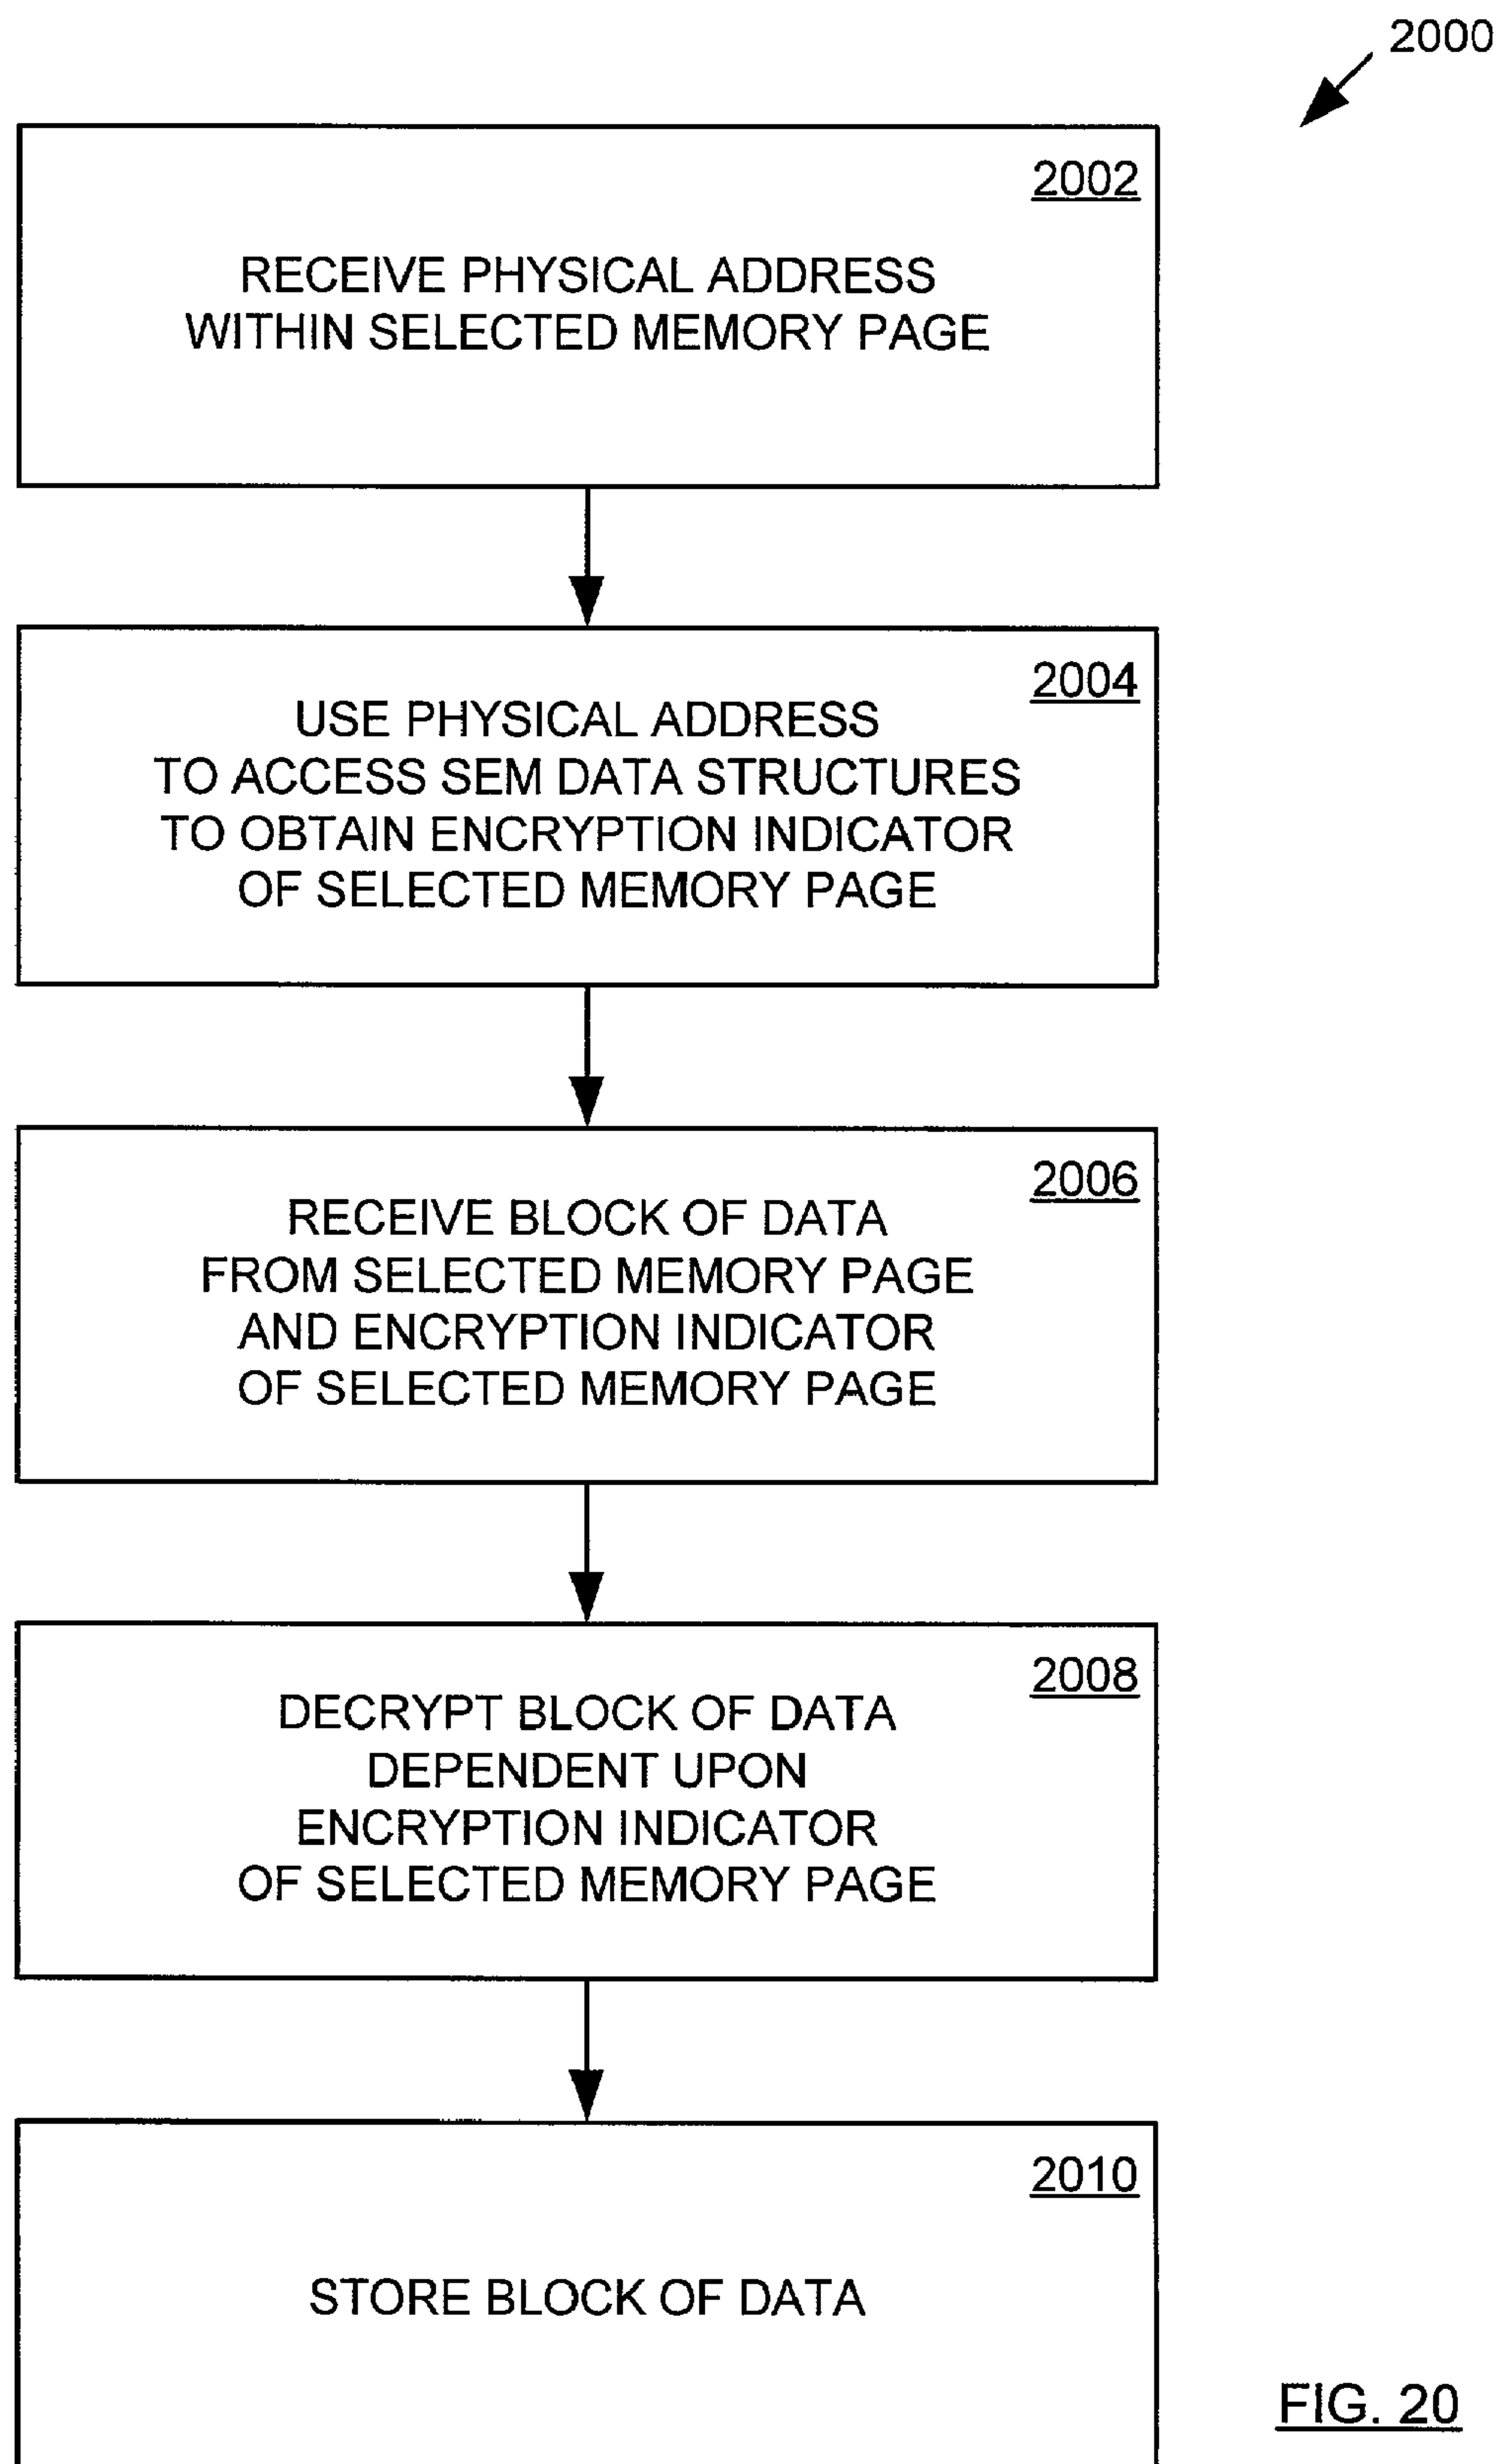 2000
2002
RECEIVE PHYSICAL ADDRESS
WITHIN SELECTED MEMORY PAGE
2004
USE PHYSICAL ADDRESS
TO ACCESS SEM DATA STRUCTURES
TO OBTAIN ENCRYPTION INDICATOR
OF SELECTED MEMORY PAGE
2006
RECEIVE BLOCK OF DATA
FROM SELECTED MEMORY PAGE
AND ENCRYPTION INDICATOR
OF SELECTED MEMORY PAGE
2008
DECRYPT BLOCK OF DATA
DEPENDENT UPON
ENCRYPTION INDICATOR
OF SELECTED MEMORY PAGE
2010
STORE BLOCK OF DATA
FIG. 20